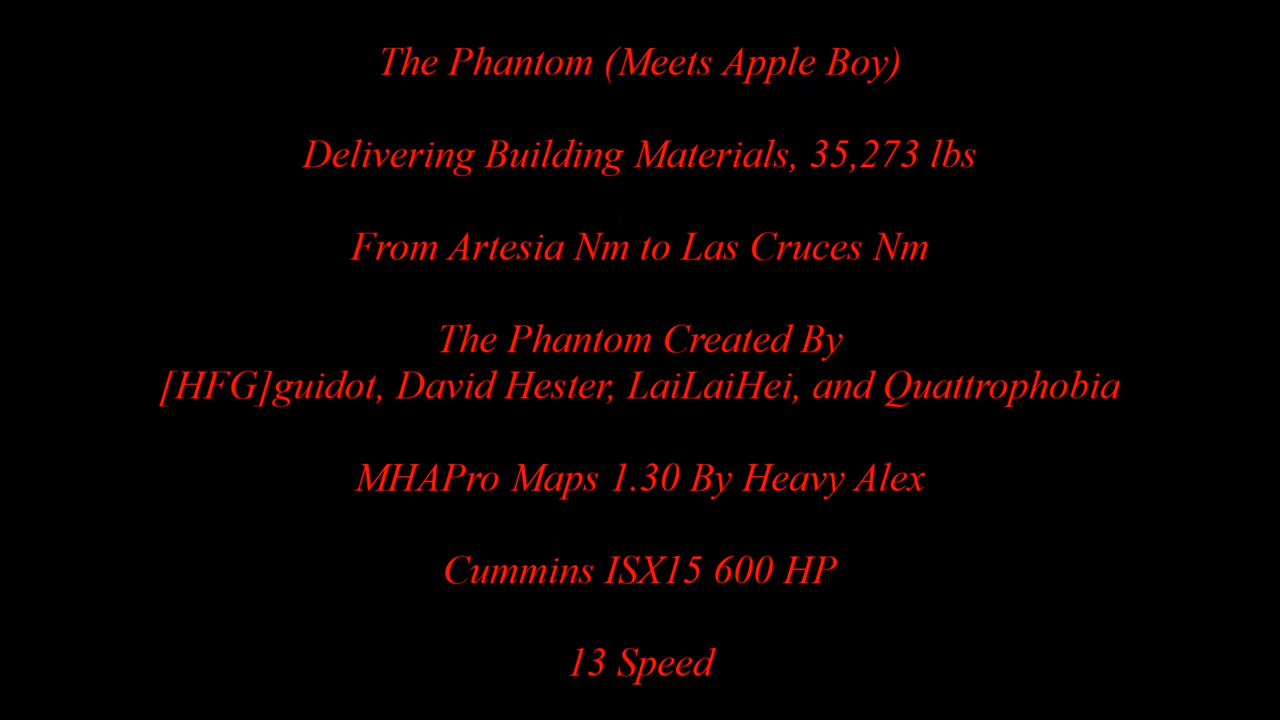 The Phantom (Meets Apple Boy)
Delivering Building Materials, 35,273 lbs
From Artesia Nm to Las Cruces Nm
The Phantom Created By
[HFG]guidot, David Hester, LaiLaiHei, and Quattrophobia
MHAPro Maps 1.30 By Heavy Alex
Cummins ISX15 600 HP
13 Speed